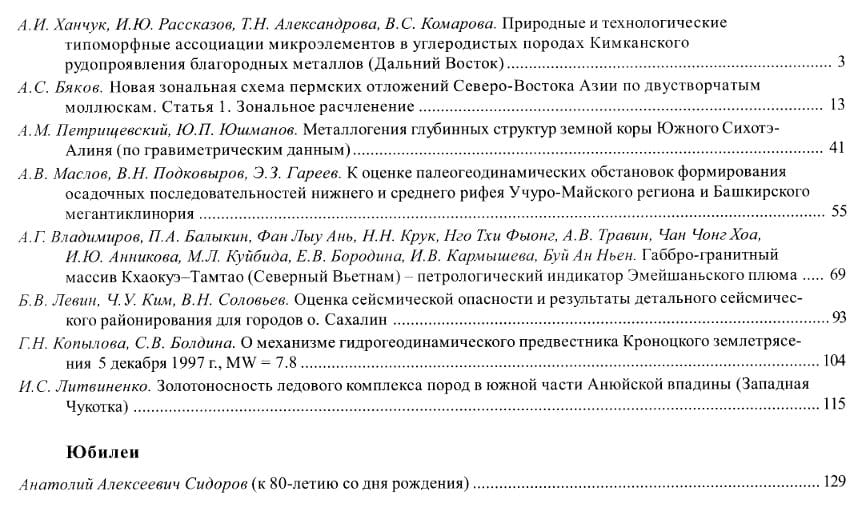 А.И. Ханчук, И.Ю. Рассказов, Т.Н. Александрова, В.С. Комарова. Природные и технологические
типоморфные ассоциации микроэлементов в углеродистых породах Кимканского
рудопроявления благородных металлов (Дальний Восток) 3
А.С. Бяков. Новая зональная схема пермских отложений Северо-Востока Азии по двустворчатым
моллюскам. Статья 1. Зональное расчленение 13
А.М. Петрищевский, Ю.П. Юшманов. Металлогения глубинных структур земной коры Южного Сихотэ-
Алиня (по гравиметрическим данным) 41
А.В. Маслов, В.Н. Подковыров, Э.З. Гареев. К оценке палеогеодинамических обстановок формирования
осадочных последовательностей нижнего и среднего рифея Учуро-Майского региона и Башкирского
мегантиклинория 55
А.Г. Владимиров, П.А. Балыкин, Фан Лыу Ань, Н.Н. Крук, Нго Тхи Фыонг, А.В. Травин, Чан Чонг Хоа,
И.Ю. Анникова, М.Л. Куйбида, Е.В. Бородина, И.В. Кармышева, Буй Ан Ньен. Габбро-гранитный
массив Кхаокуэ–Тамтао (Северный Вьетнам) – петрологический индикатор Эмейшаньского плюма 69
Б.В. Левин, Ч.У. Ким, В.Н. Соловьев. Оценка сейсмической опасности и результаты детального сейсмичес-
кого районирования для городов о. Сахалин 93
Г.Н. Копылова, С.В. Болдина. О механизме гидрогеодинамического предвестника Кроноцкого землетрясе-
ния 5 декабря 1997 г., MW = 7.8 104
И.С. Литвиненко. Золотоносность ледового комплекса пород в южной части Анюйской впадины (Западная
Чукотка) 115
Юбилеи
Анатолий Алексеевич Сидоров (к 80-летию со дня рождения) 129